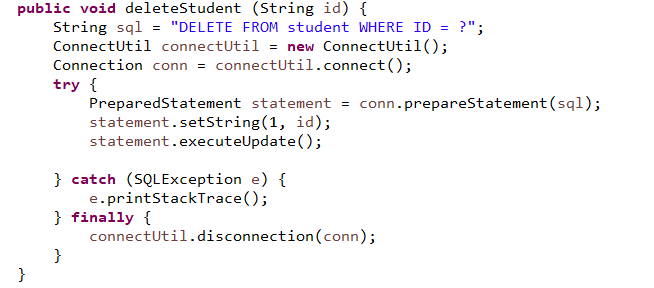 public void deleteStudent (String id) {
    String sql = "DELETE FROM student WHERE ID = ?";
    ConnectUtil connectUtil = new ConnectUtil();
    Connection conn = connectUtil.connect();
    try {
        PreparedStatement statement = conn.prepareStatement(sql);
        statement.setString(1, id);
        statement.executeUpdate();

    } catch (SQLException e) {
        e.printStackTrace();
    } finally {
        connectUtil.disconnection(conn);
    }
}